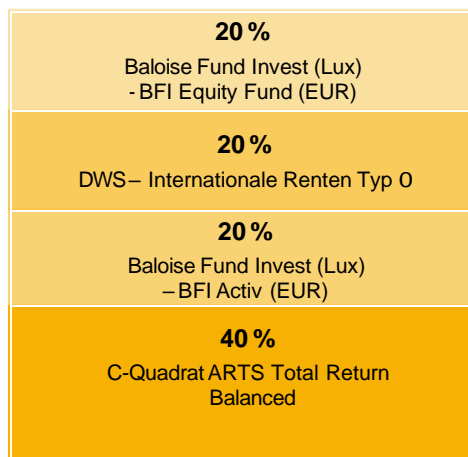 20 %
Baloise Fund Invest (Lux)
- BFI Equity Fund (EUR)
20 %
DWS – Internationale Renten Typ O
20 %
Baloise Fund Invest (Lux)
– BFI Activ (EUR)
40 %
C-Quadrat ARTS Total Return
Balanced